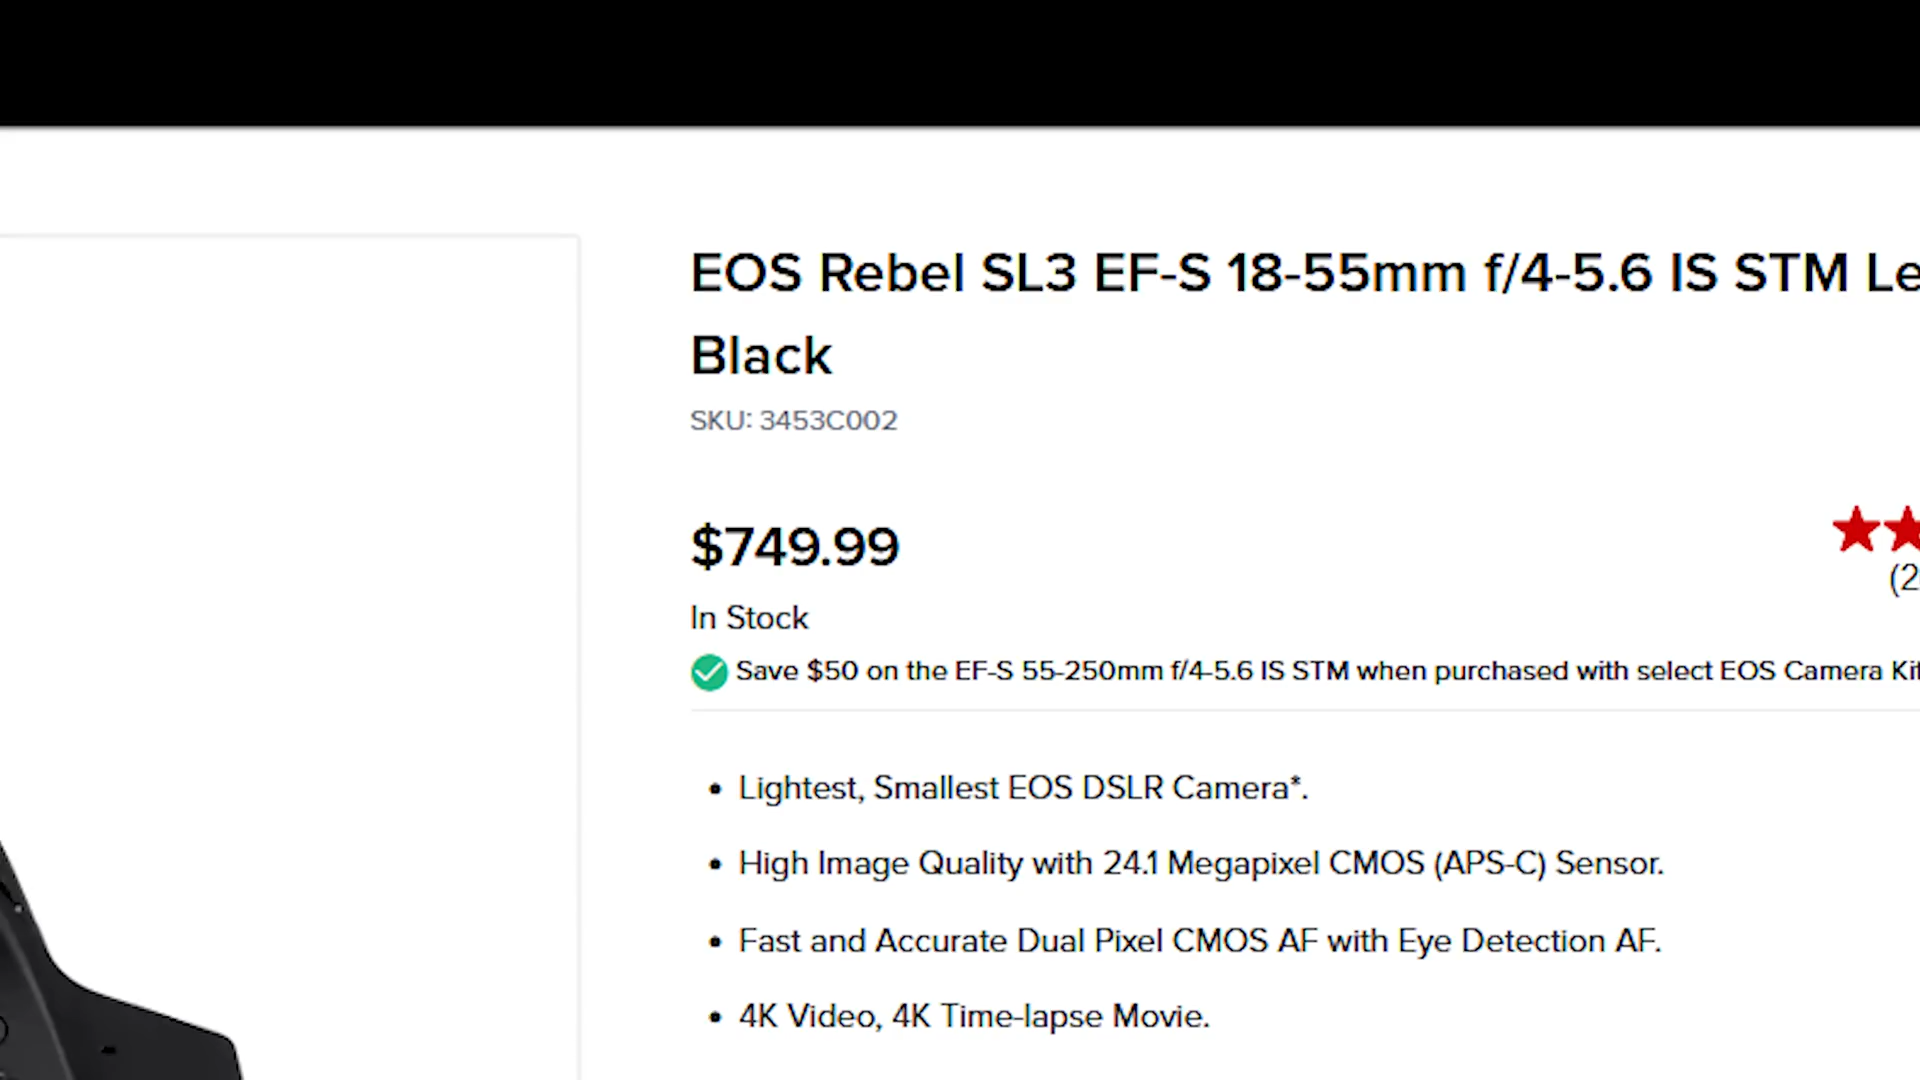 EOS Rebel SL3 EF-S 18-55mm f/4-5.6 IS STM
Black
SKU: 3453C002
$749.99
In Stock
Save $50 on the EF-S 55-250mm f/4-5.6 IS STM when purchased with select EOS Camera
• Lightest, Smallest EOS DSLR Camera*.
• High Image Quality with 24.1 Megapixel CMOS (APS-C) Sensor.
• Fast and Accurate Dual Pixel CMOS AF with Eye Detection AF.
• 4K Video, 4K Time-lapse Movie.